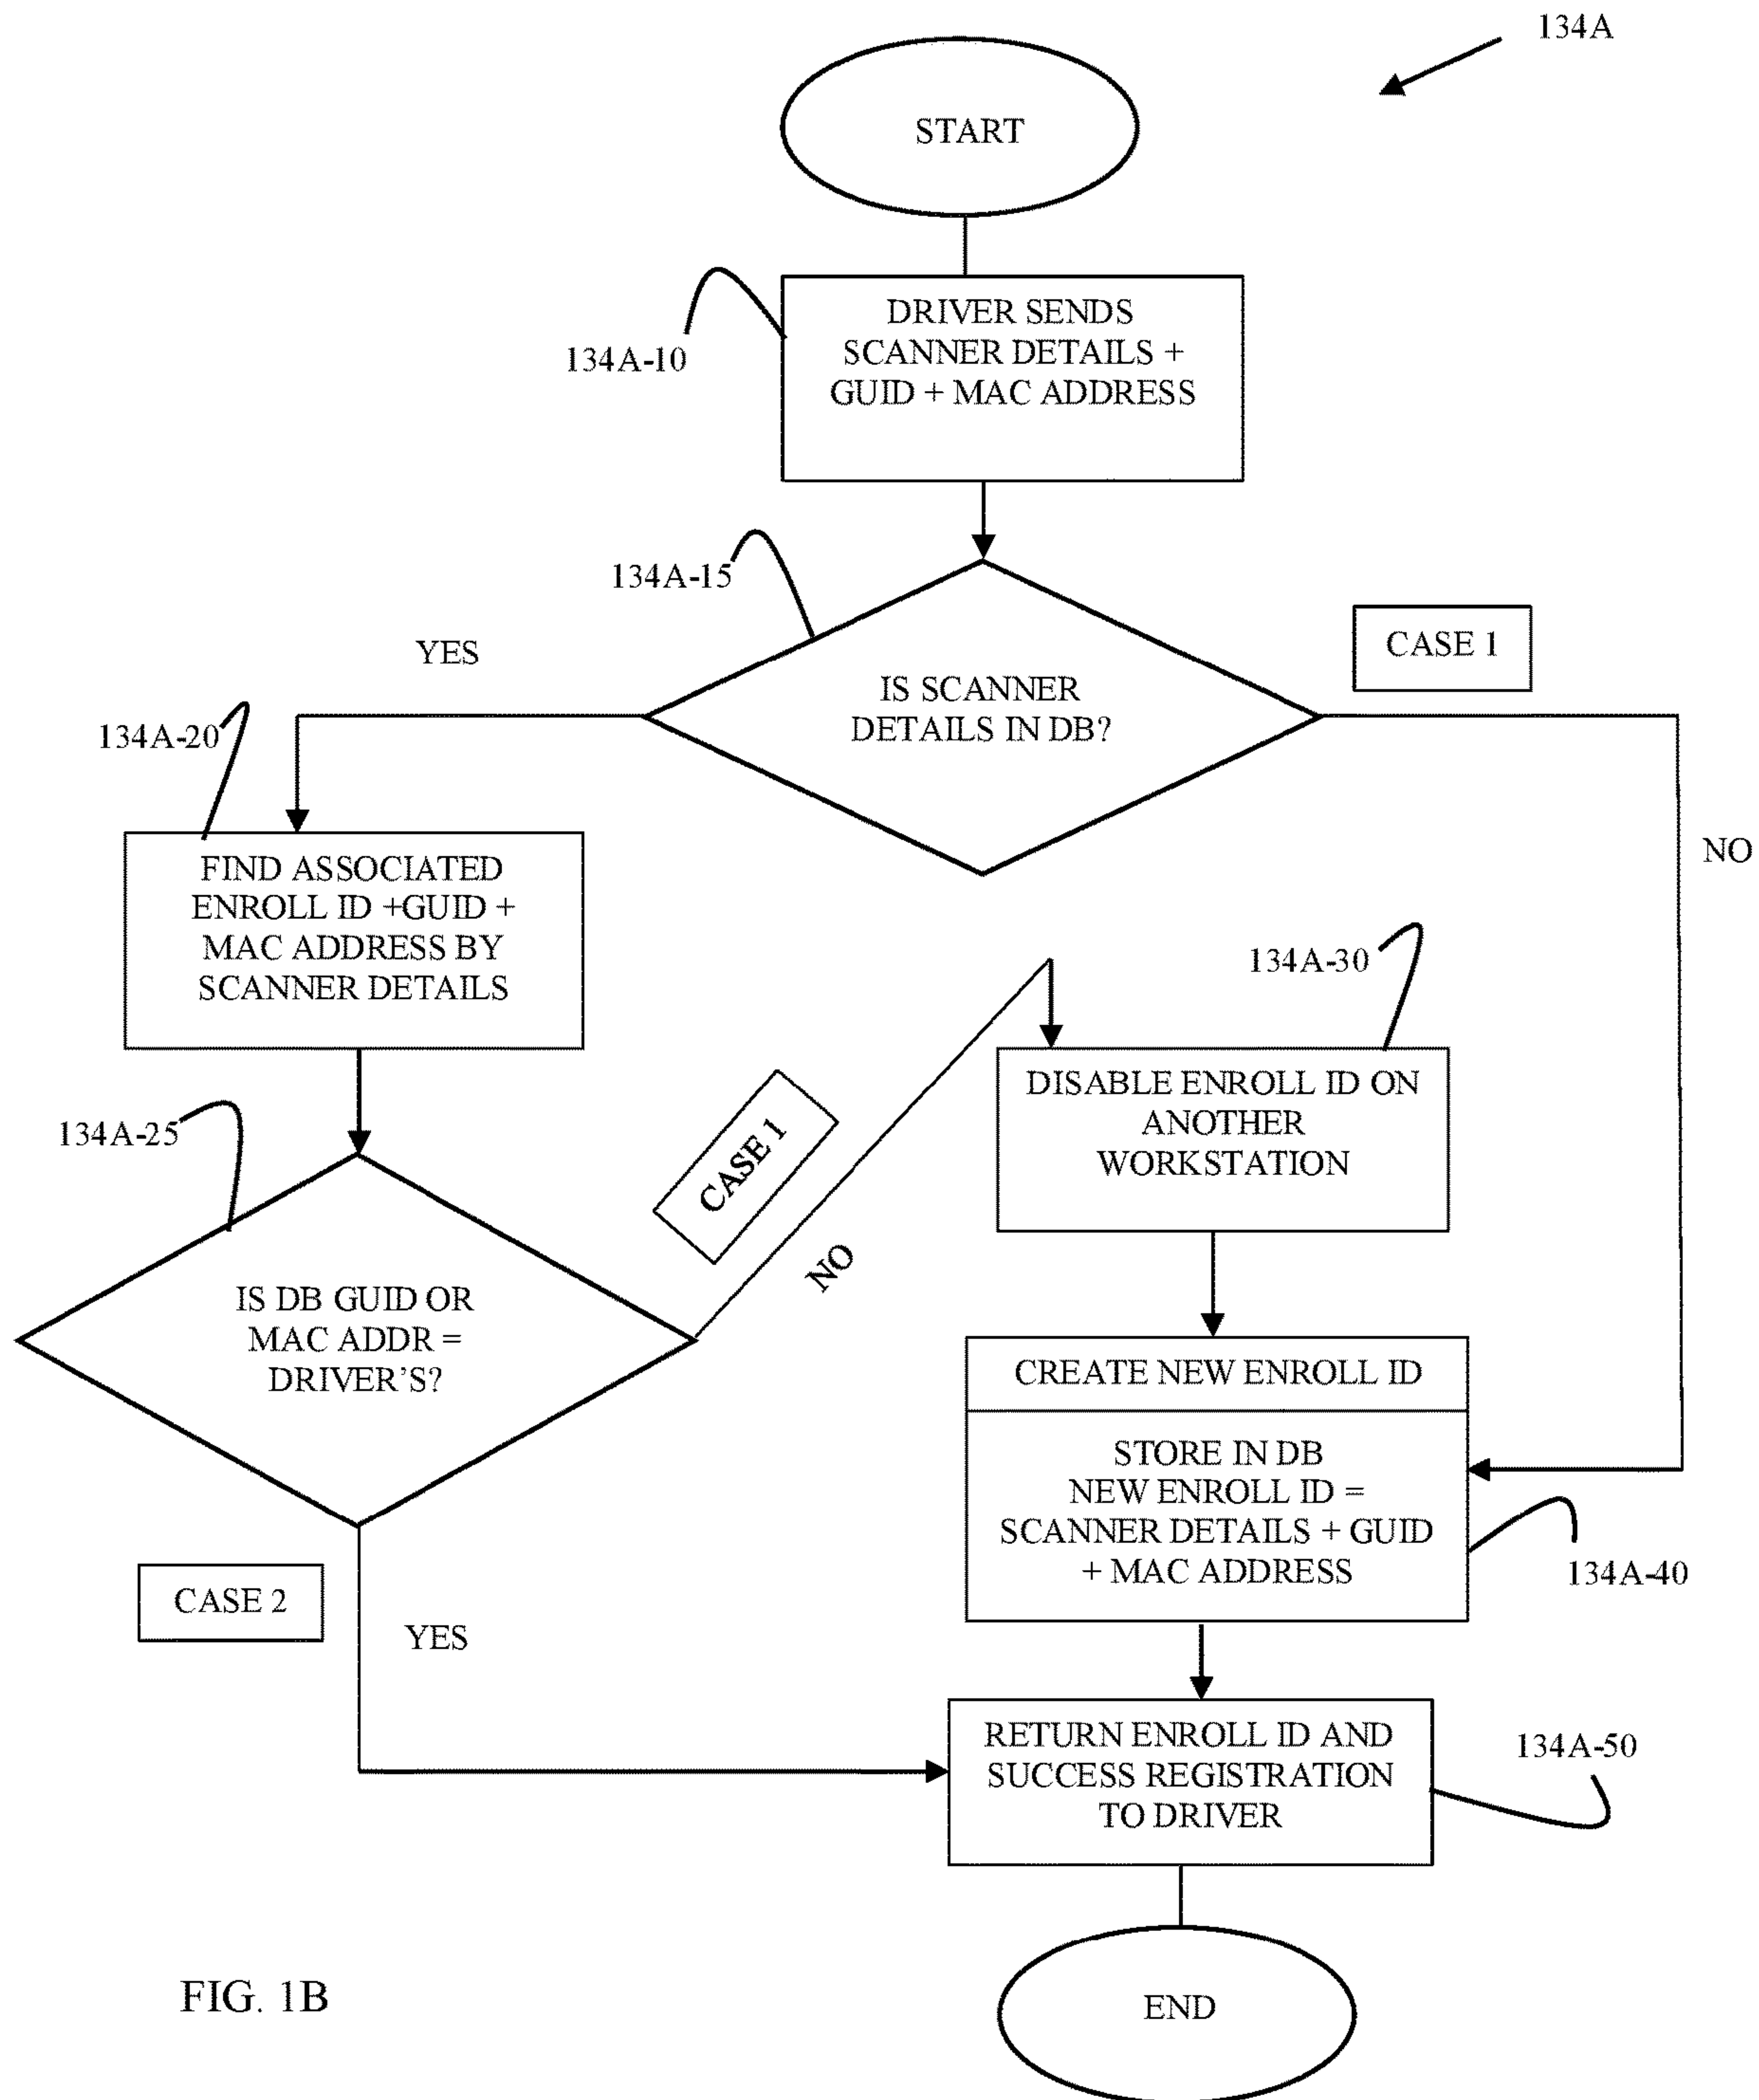 134A
START
DRIVER SENDS
SCANNER DETAILS +
GUID + MAC ADDRESS
134A-10
134A-15
YES
CASE 1
IS SCANNER
DETAILS IN DB?
134A-20
NO
FIND ASSOCIATED
ENROLL ID +GUID +
MAC ADDRESS BY
SCANNER DETAILS
134A-30
DISABLE ENROLL ID ON
ANOTHER
WORKSTATION
134A-25
CASE 1
NO
IS DB GUID OR
MAC ADDR =
DRIVER'S?
CREATE NEW ENROLL ID
STORE IN DB
NEW ENROLL ID =
SCANNER DETAILS + GUID
+ MAC ADDRESS
134A-40
CASE 2
YES
RETURN ENROLL ID AND
SUCCESS REGISTRATION
TO DRIVER
134A-50
END
FIG. 1B